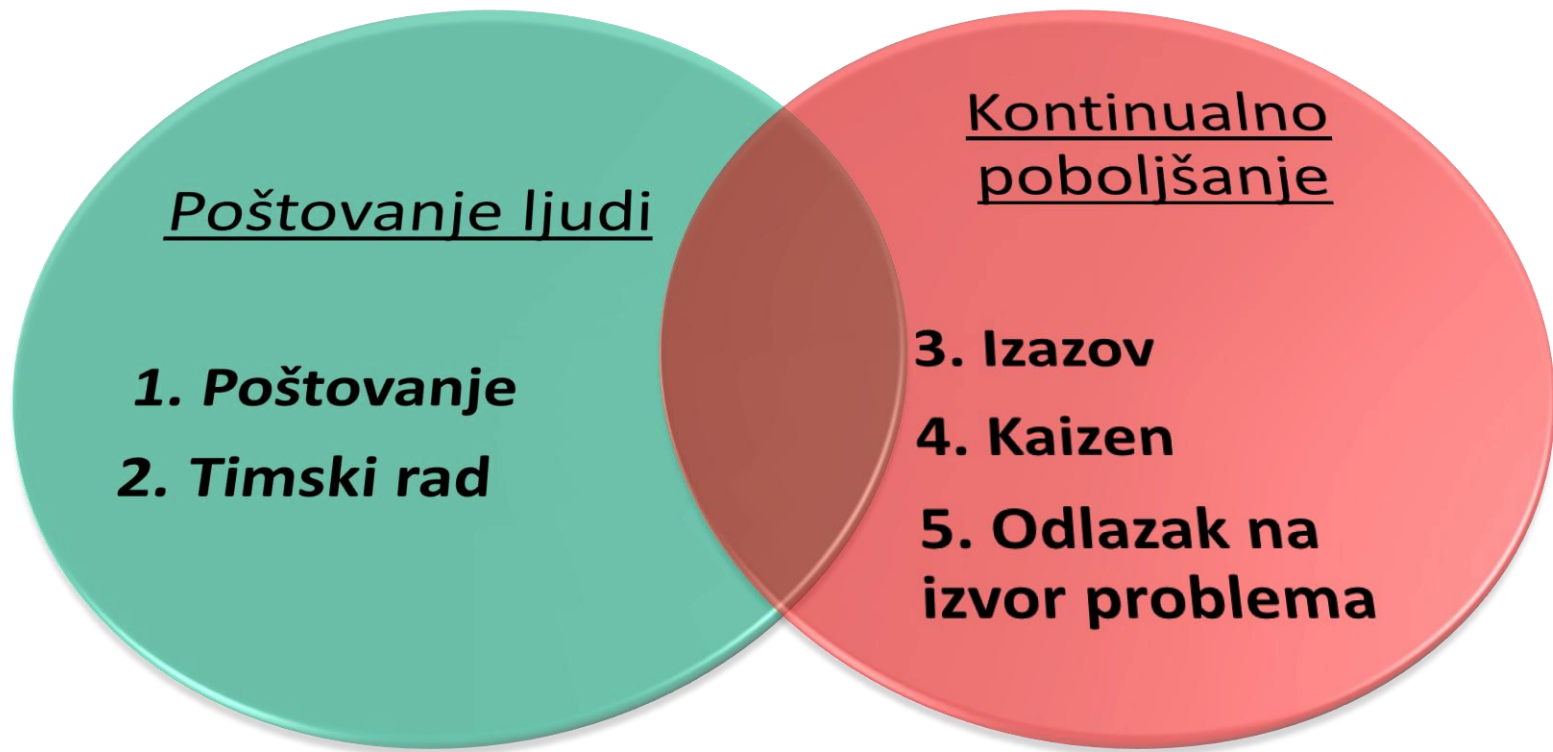 Poštovanje ljudi
1. Poštovanje
2. Timski rad
Kontinualno
poboljšanje
3. Izazov
4. Kaizen
5. Odlazak na
izvor problema